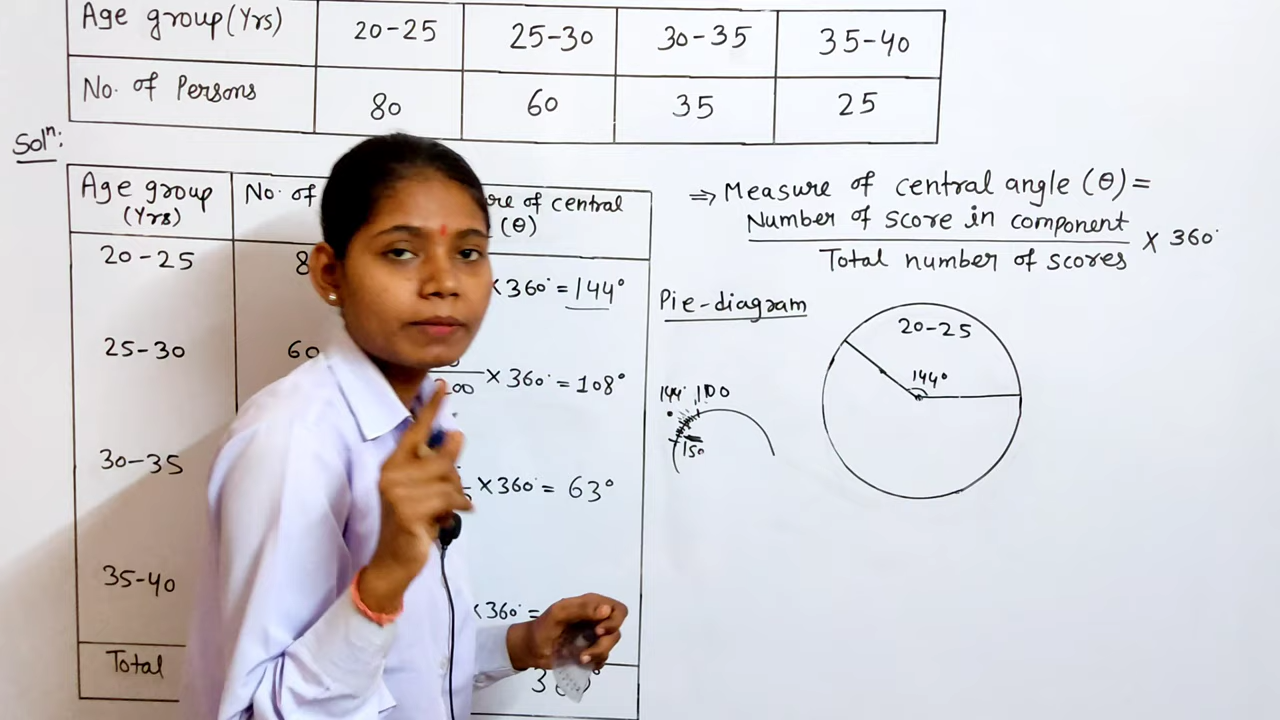 Age group (Yrs) 20-25 25-30 30-35 35-40
No. of Persons 80 60 35 25
Solⁿ:
Age group (Yrs) No. of re of central (θ)
20-25 8 ×360° = 144°
25-30 60 200 ×360° = 108°
30-35 ×360° = 63°
35-40 ×360° =
Total
⇒ Measure of central angle (θ) =
Number of score in component
Total number of scores × 360°
Pie-diagram
20-25
144°
144°
150